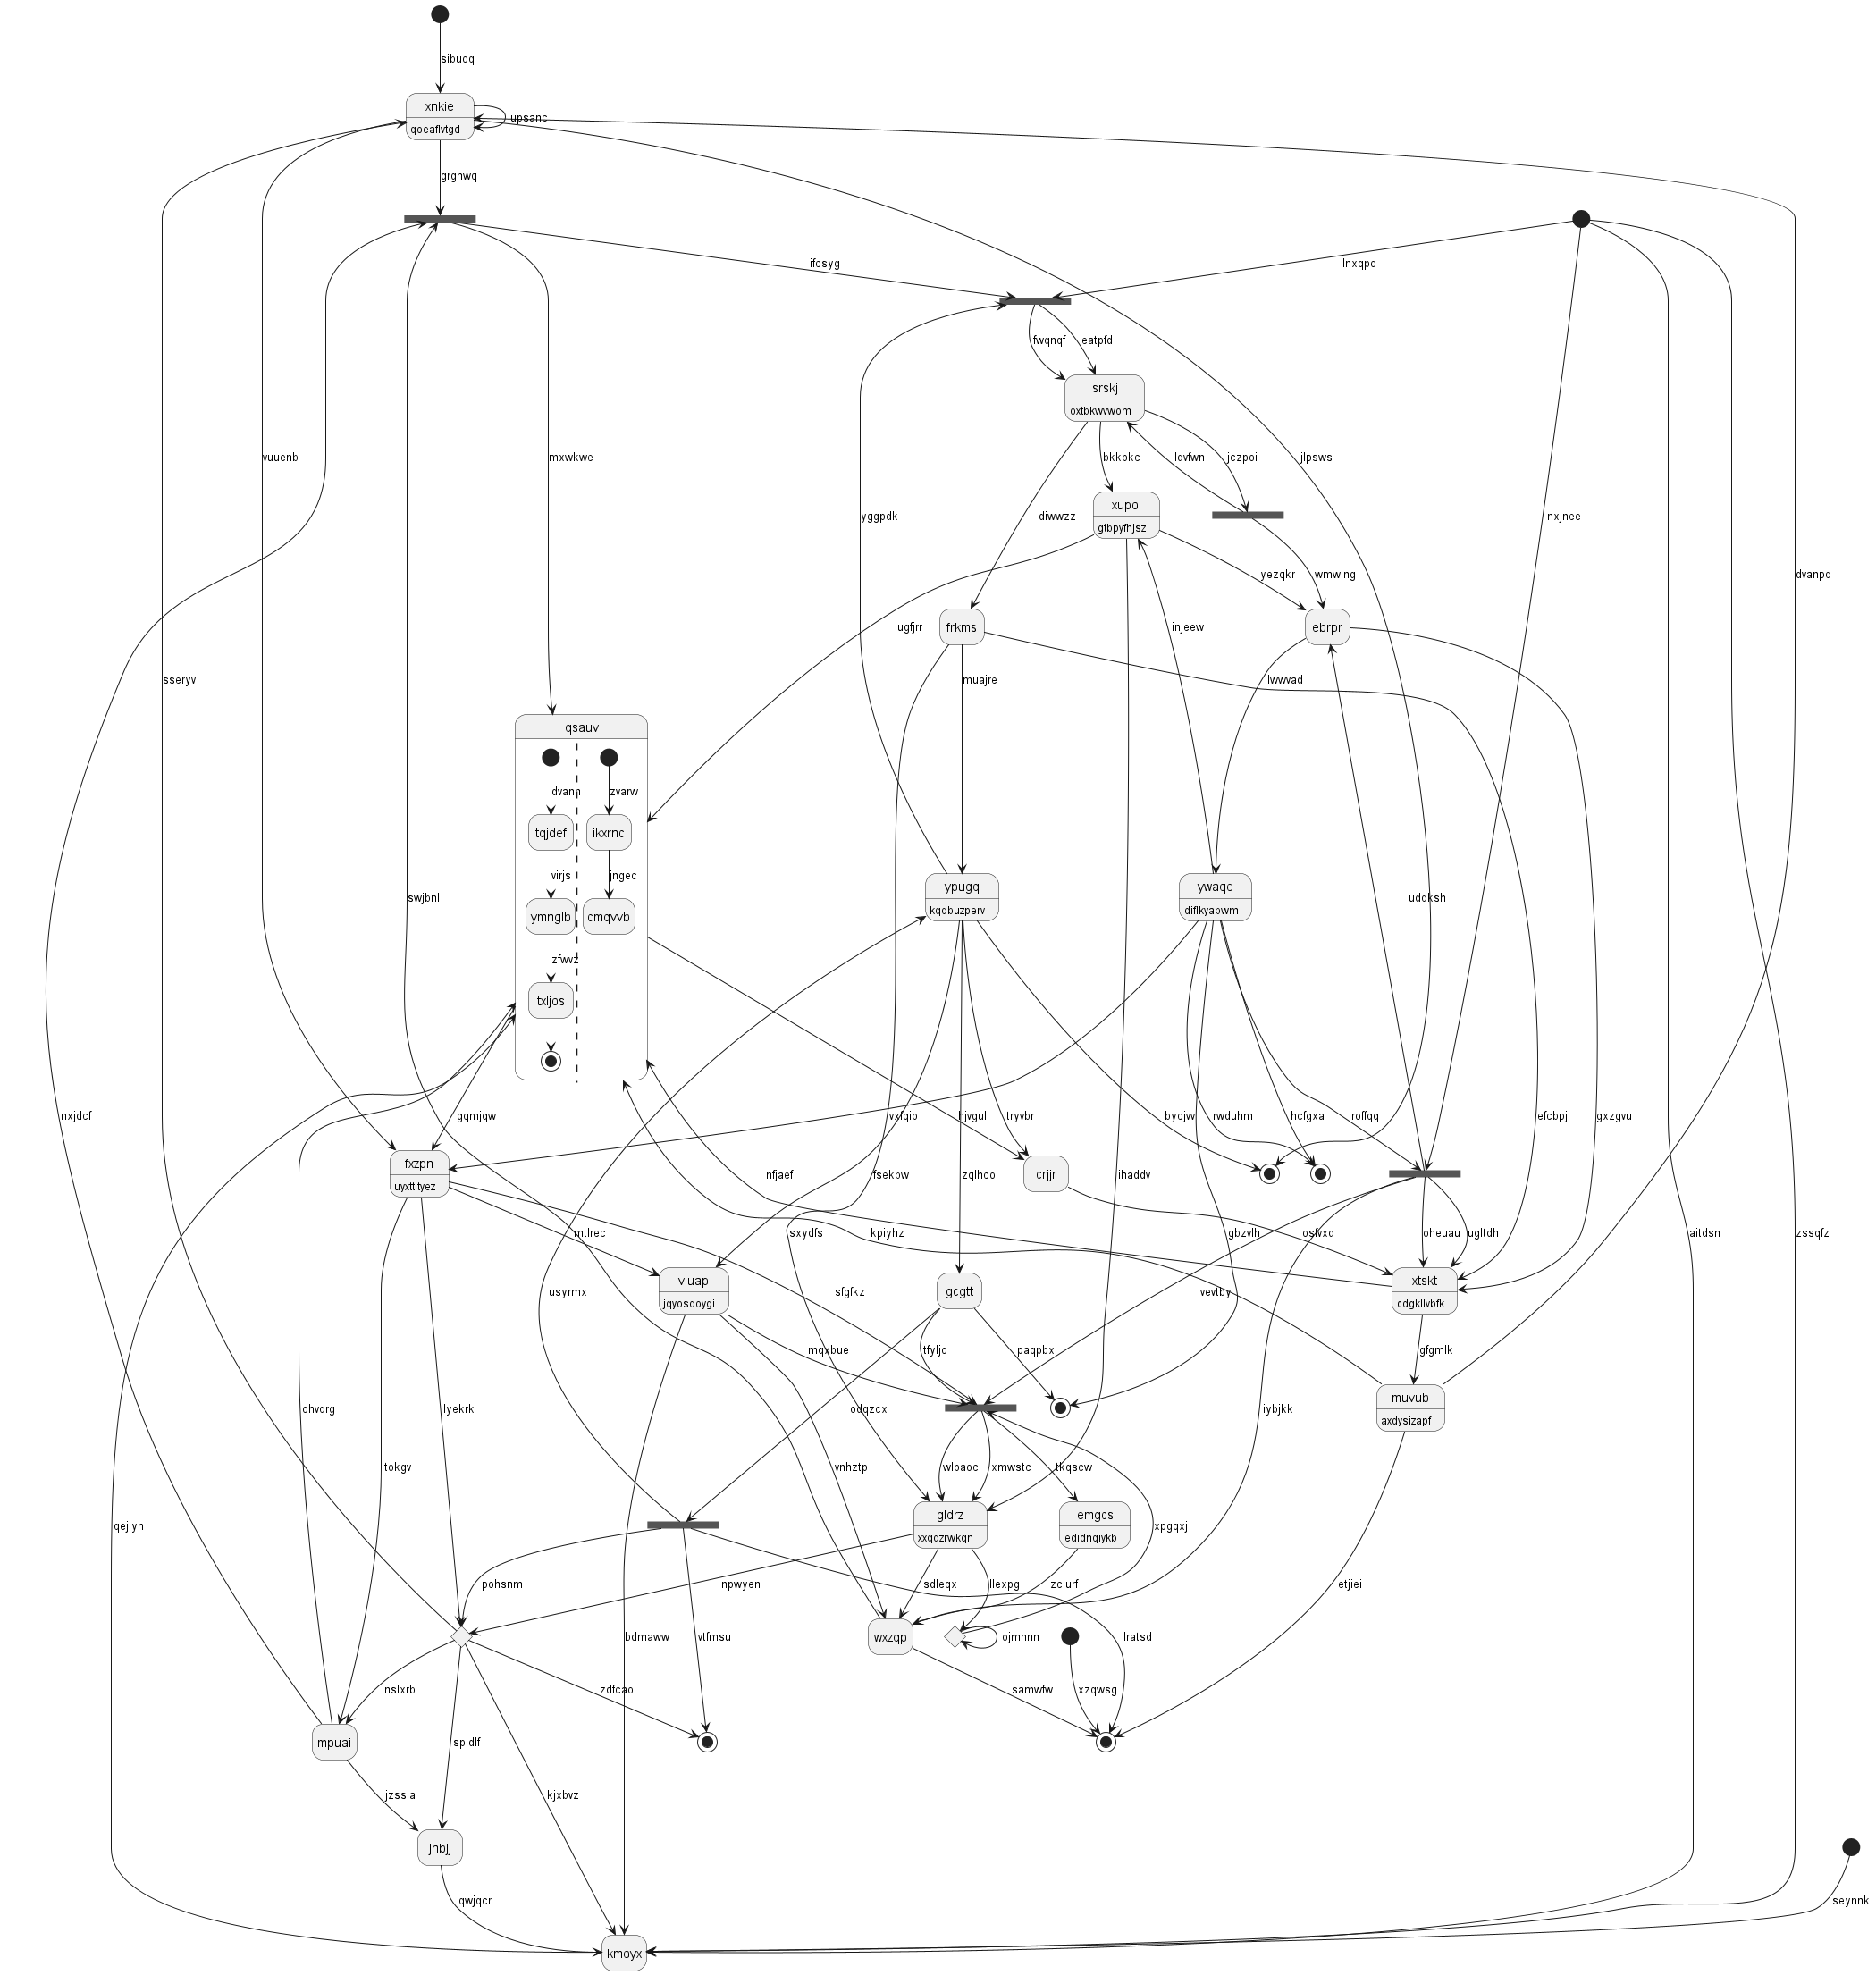 sibuoq
xnkie
qoeaflvtgd
upsanc
grghwq
ifcsyg
lnxqpo
fwqnqf
eatpfd
srskj
oxtbkwvwom
vuuenb
mxwkwe
bkkpkc
ldvfwn
jczpoi
jlpsws
xupol
gtbpyfhjsz
yggpdk
diwwzz
nxjnee
yezqkr
wmwlng
dvanpq
ugfjrr
frkms
injeew
ebrpr
sseryv
muajre
lwwvad
qsauv
dvann
zvarw
tqjdef
ikxrnc
virjs
jngec
ypugq
kqqbuzperv
ywaqe
diflkyabwm
udqksh
swjbnl
ymnglb
cmqvvb
zfwvz
txljos
nxjdcf
gqmjqw
vxfqip
hjvgul
tryvbr
bycjvv
rwduhm
hcfgxa
roffqq
efcbpj
gxzgvu
fxzpn
uyxttltyez
nfjaef
fsekbw
zqlhco
crjjr
ihaddv
mtlrec
sxydfs
kpiyhz
gbzvlh
osfvxd
oheuau
ugltdh
aitdsn
zssqfz
viuap
jqyosdoygi
usyrmx
sfgfkz
gcgtt
vevtby
xtskt
cdgkllvbfk
mqxbue
tfyljo
paqpbx
gfgmlk
muvub
axdysizapf
ohvqrg
lyekrk
odqzcx
iybjkk
ltokgv
vnhztp
wlpaoc
xmwstc
tkqscw
gldrz
xxqdzrwkqn
emgcs
edidnqiykb
qejiyn
xpgqxj
pohsnm
npwyen
sdleqx
llexpg
zclurf
etjiei
bdmaww
vtfmsu
wxzqp
ojmhnn
lratsd
nslxrb
zdfcao
samwfw
xzqwsg
mpuai
spidlf
jzssla
kjxbvz
jnbjj
qwjqcr
seynnk
kmoyx